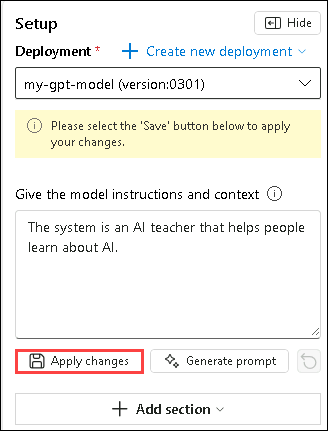 Setup
Hide
Deployment *
Create new deployment
my-gpt-model (version:0301)
Please select the 'Save' button below to apply
your changes.
Give the model instructions and context
The system is an AI teacher that helps people
learn about AI.
Apply changes
Generate prompt
Add section